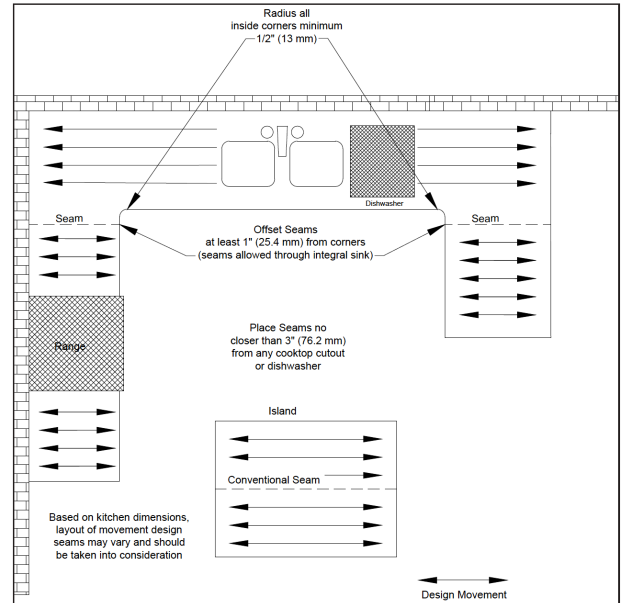 Radius all
inside corners minimum
1/2" (13 mm)
Dishwasher
Seam
Seam
Offset Seams
at least 1" (25.4 mm) from corners
(seams allowed through integral sink)
Range
Place Seams no
closer than 3" (76.2 mm)
from any cooktop cutout
or dishwasher
Island
Conventional Seam
Based on kitchen dimensions,
layout of movement design
seams may vary and should
be taken into consideration
Design Movement